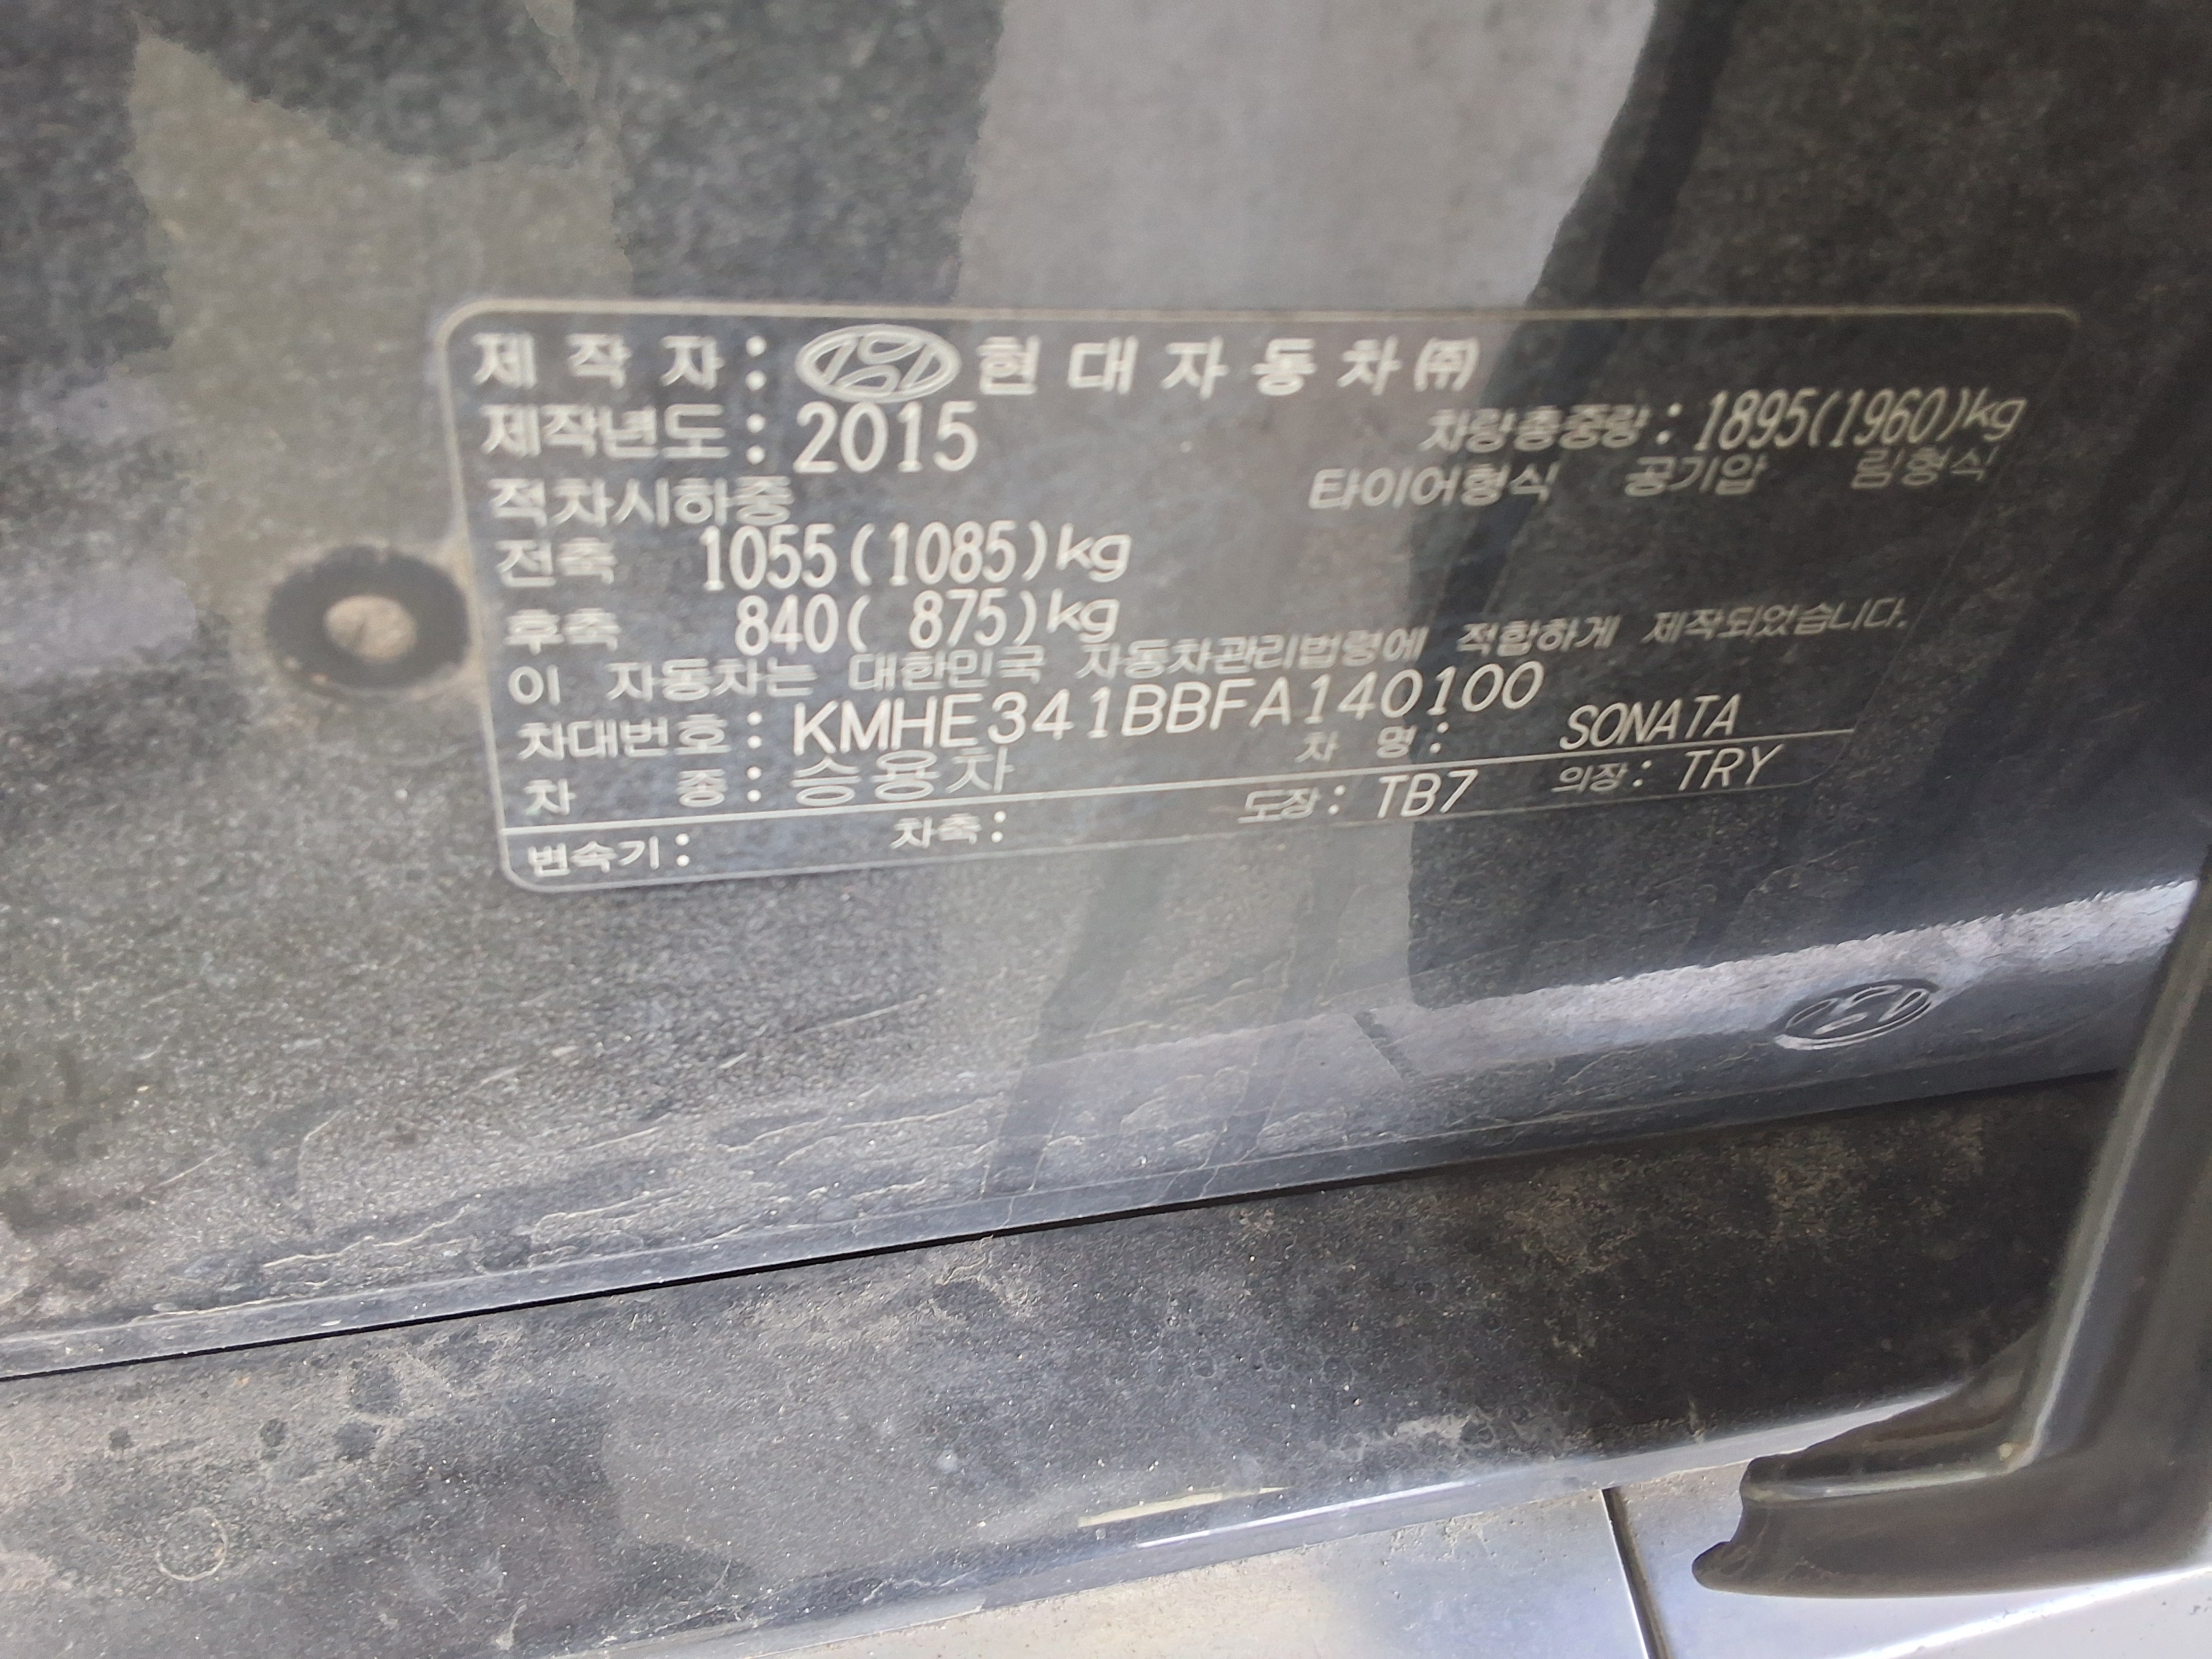 제 작 자 : 현 대 자 동 차 ㈜
제작년도 : 2015
차량총중량 : 1895(1960)kg
적차시하중
타이어형식 공기압 림형식
전축 1055(1085)kg
후축 840( 875)kg
이 자동차는 대한민국 자동차관리법령에 적합하게 제작되었습니다.
차대번호 : KMHE341BBFA140100
차 종 : 승용차 차 명 : SONATA
변속기 : 차축 : 도장 : TB7 의장 : TRY